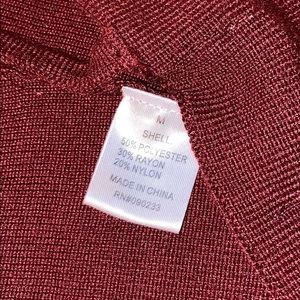 M
SHELL
50% POLYESTER
30% RAYON
20% NYLON
MADE IN CHINA
RN#090233